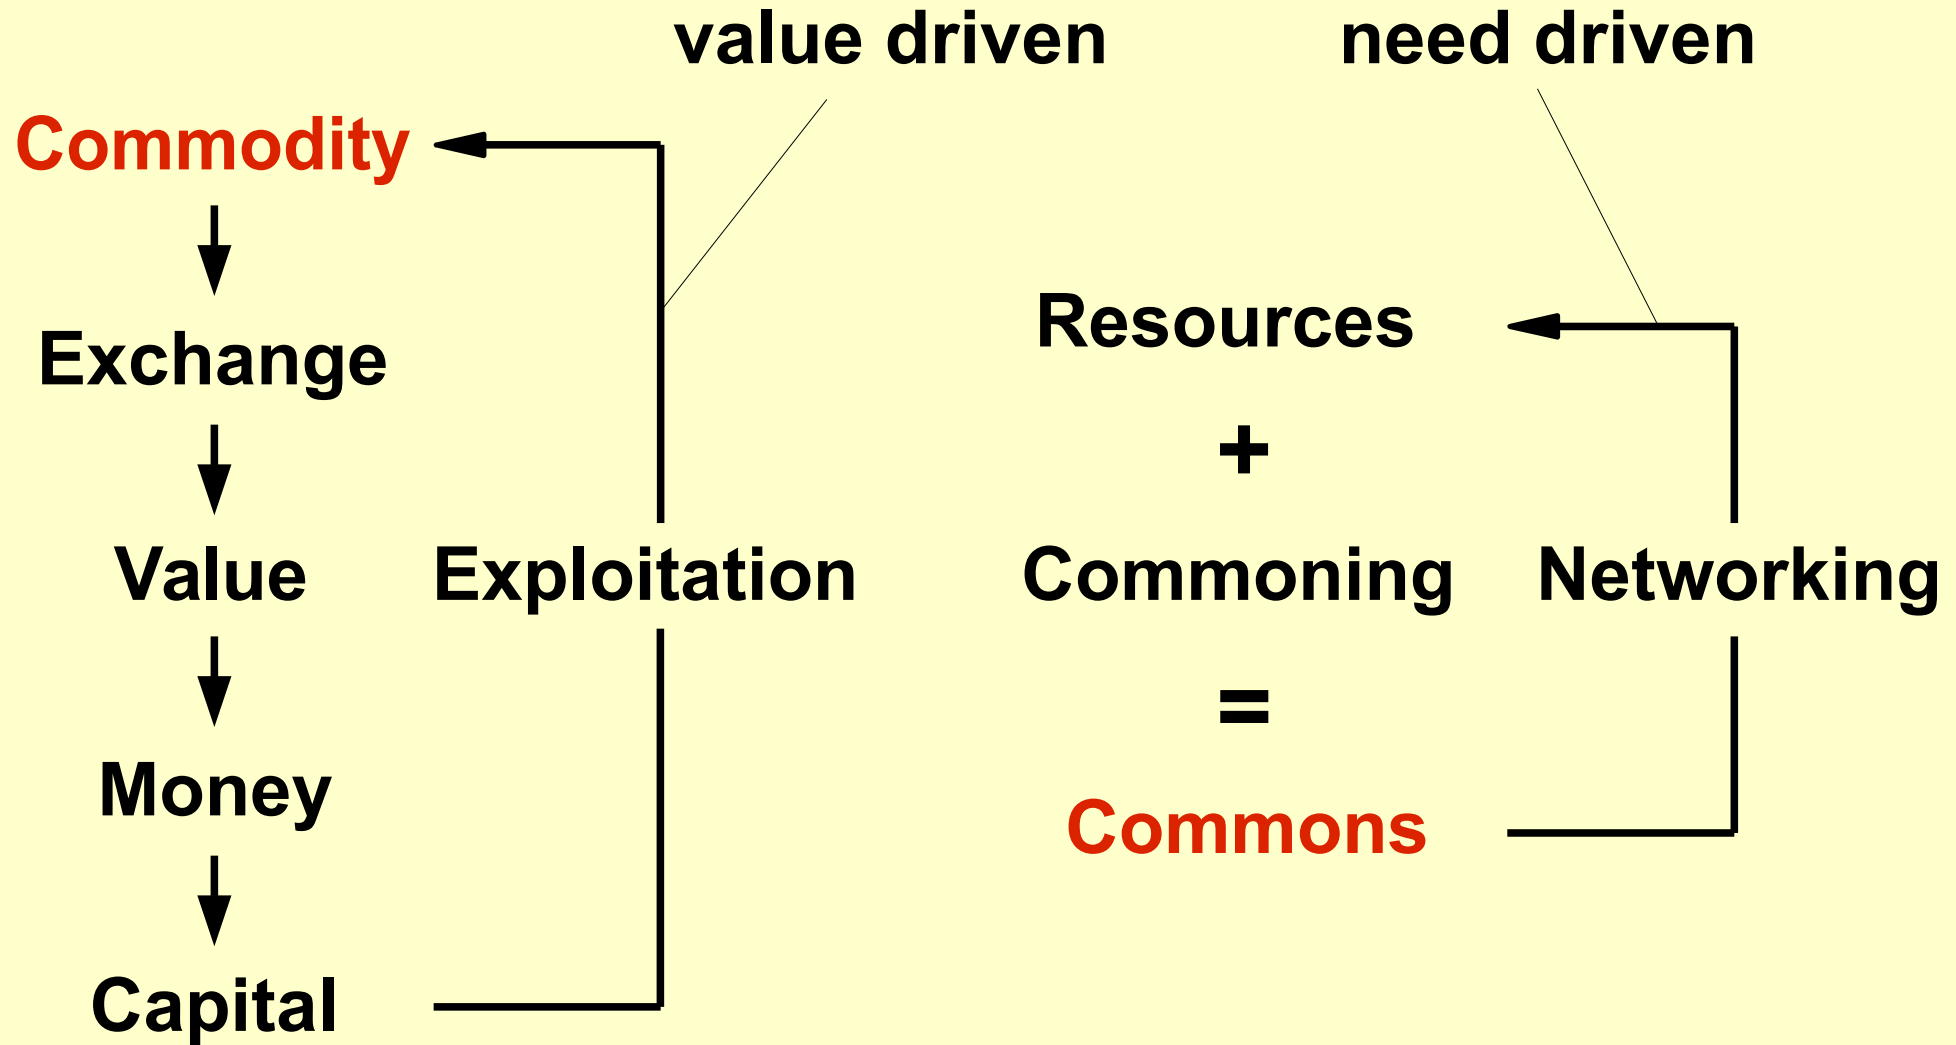 value driven
need driven
Commodity
Exchange
Value
Exploitation
Money
Capital
Resources
+
Commoning
Networking
=
Commons